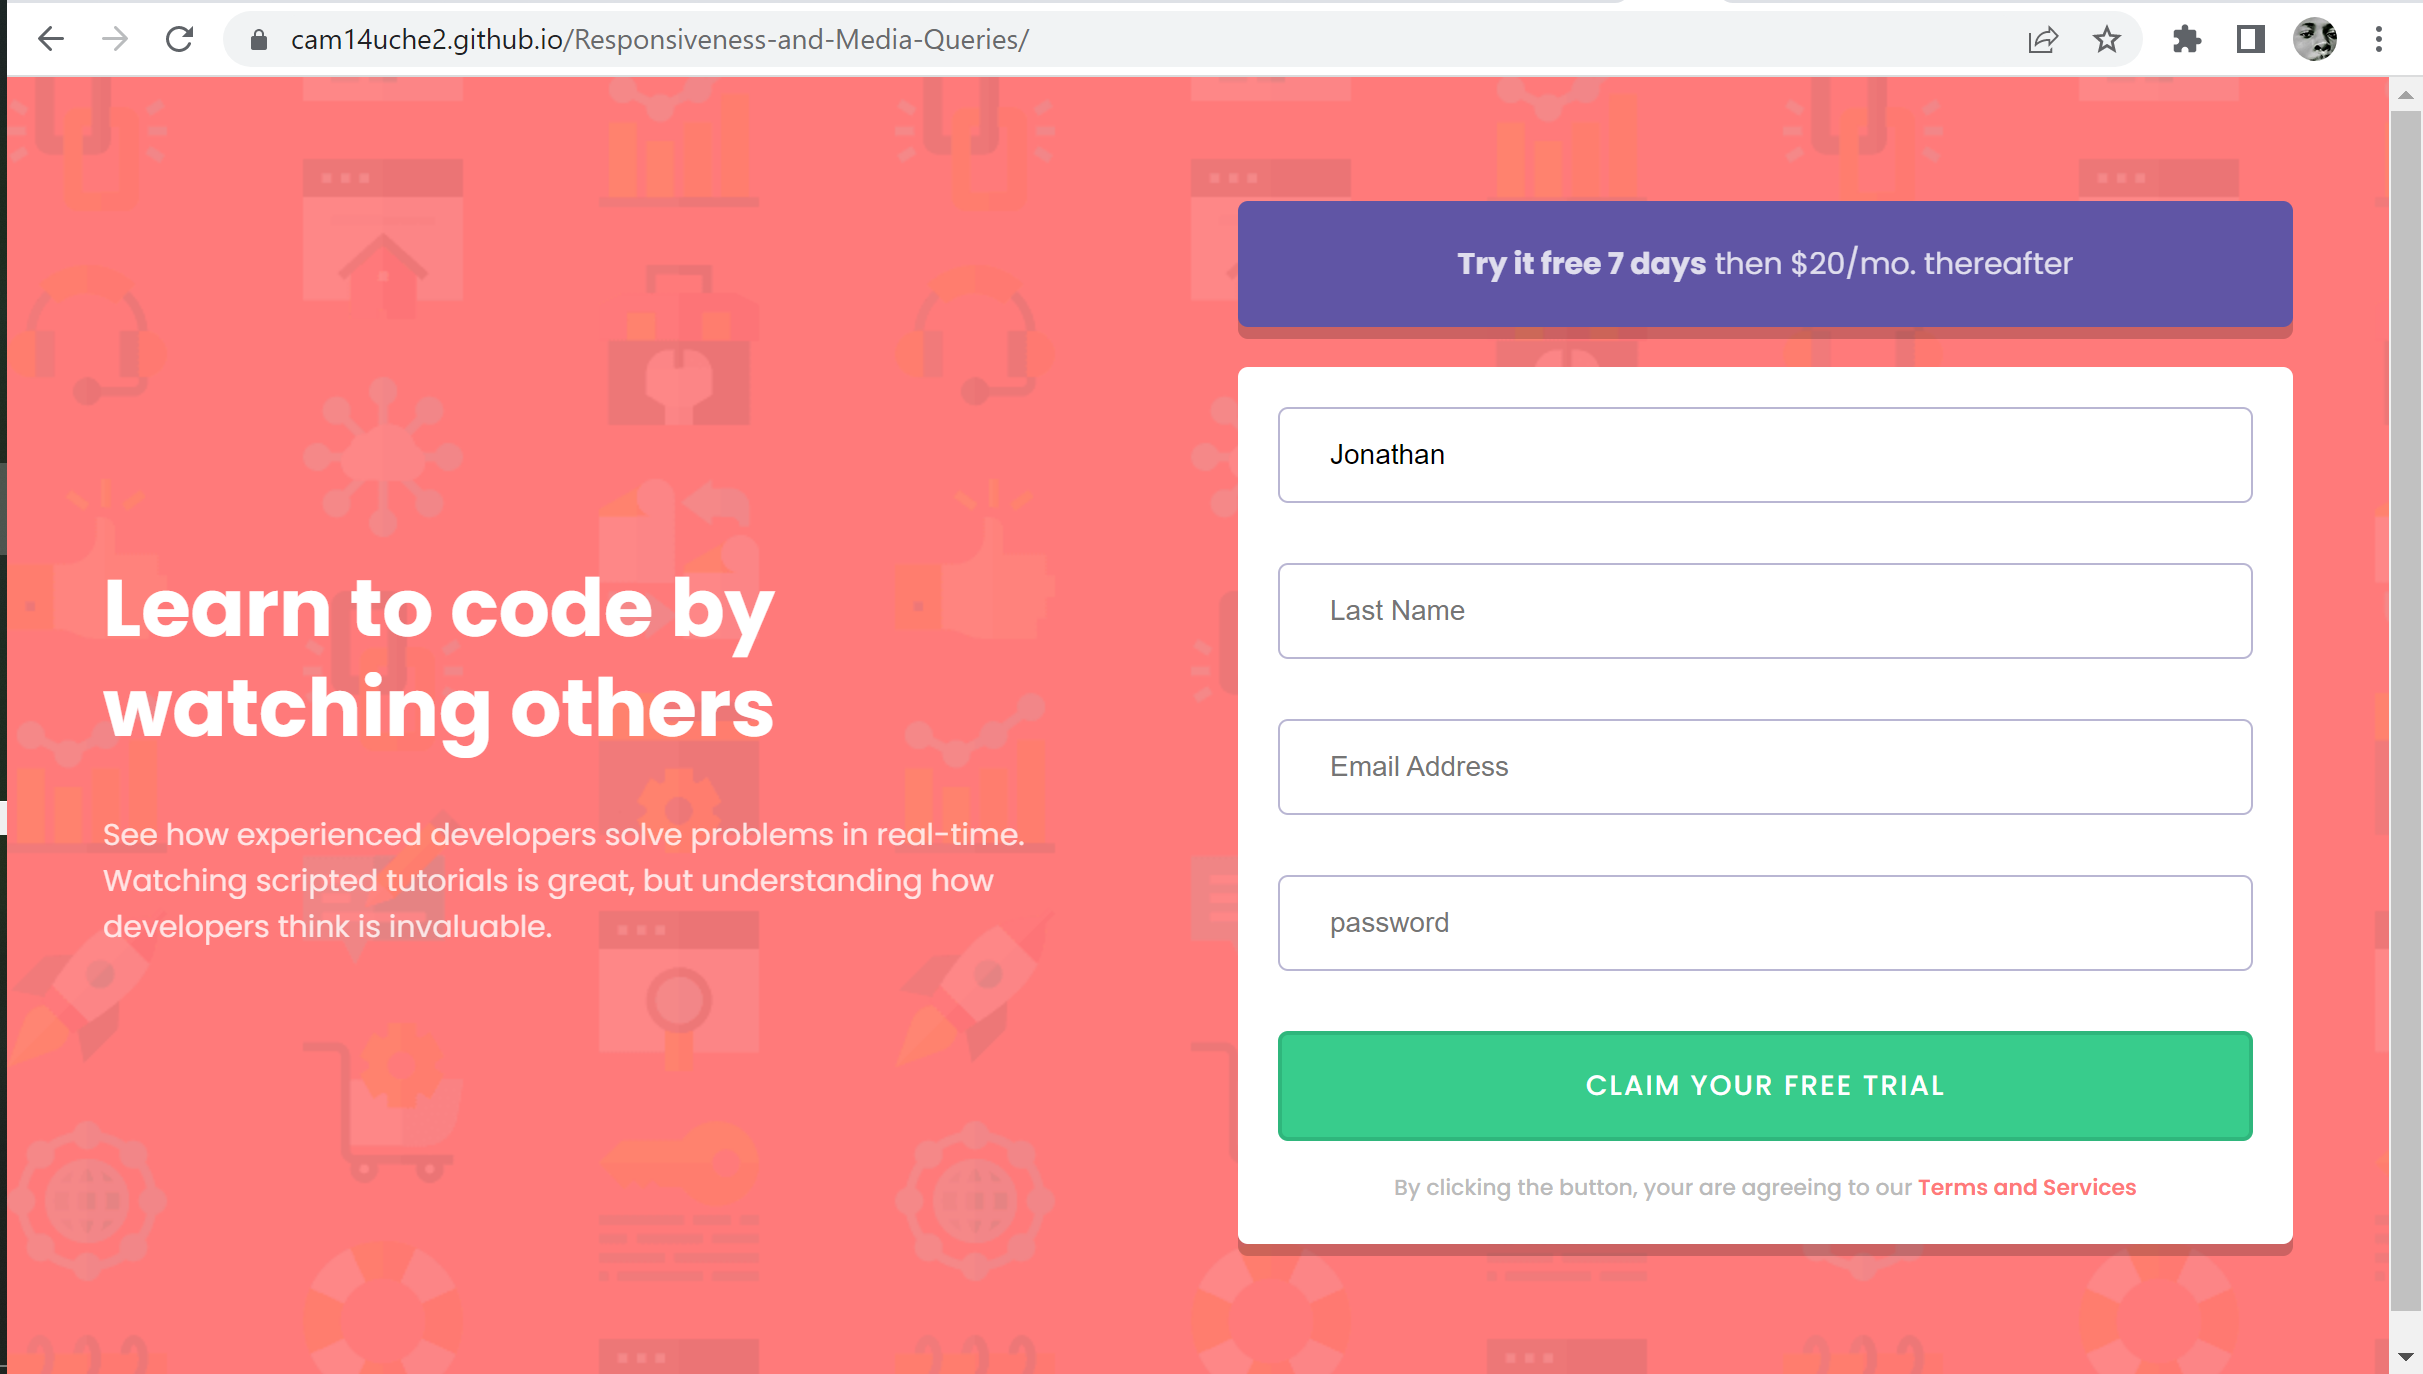 cam14uche2.github.io/Responsiveness-and-Media-Queries/
Learn to code by
watching others
See how experienced developers solve problems in real-time.
Watching scripted tutorials is great, but understanding how
developers think is invaluable.
Try it free 7 days then $20/mo. thereafter
Jonathan
Last Name
Email Address
password
CLAIM YOUR FREE TRIAL
By clicking the button, your are agreeing to our Terms and Services